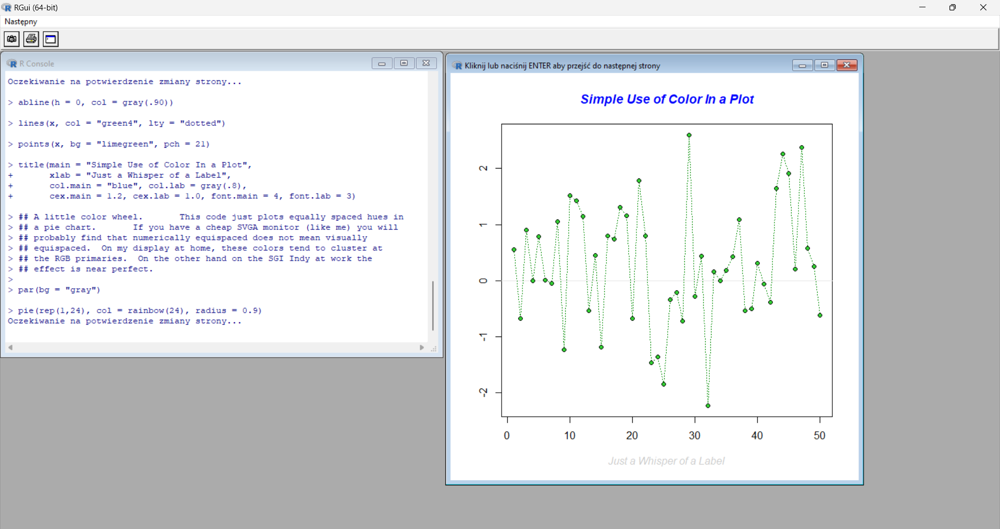 RGui (64-bit)
Następny
R Console
Oczekiwanie na potwierdzenie zmiany strony...
> abline(h = 0, col = gray(.90))
> lines(x, col = "green4", lty = "dotted")
> points(x, bg = "limegreen", pch = 21)
> title(main = "Simple Use of Color In a Plot",
+       xlab = "Just a Whisper of a Label",
+       col.main = "blue", col.lab = gray(.8),
+       cex.main = 1.2, cex.lab = 1.0, font.main = 4, font.lab = 3)
> ## A little color wheel.       This code just plots equally spaced hues in
> ## a pie chart.       If you have a cheap SVGA monitor (like me) you will
> ## probably find that numerically equispaced does not mean visually
> ## equispaced.  On my display at home, these colors tend to cluster at
> ## the RGB primaries.  On the other hand on the SGI Indy at work the
> ## effect is near perfect.
>
> par(bg = "gray")
> pie(rep(1,24), col = rainbow(24), radius = 0.9)
Oczekiwanie na potwierdzenie zmiany strony...
Kliknij lub naciśnij ENTER aby przejść do następnej strony
Simple Use of Color In a Plot
2
1
0
-1
-2
0 10 20 30 40 50
Just a Whisper of a Label